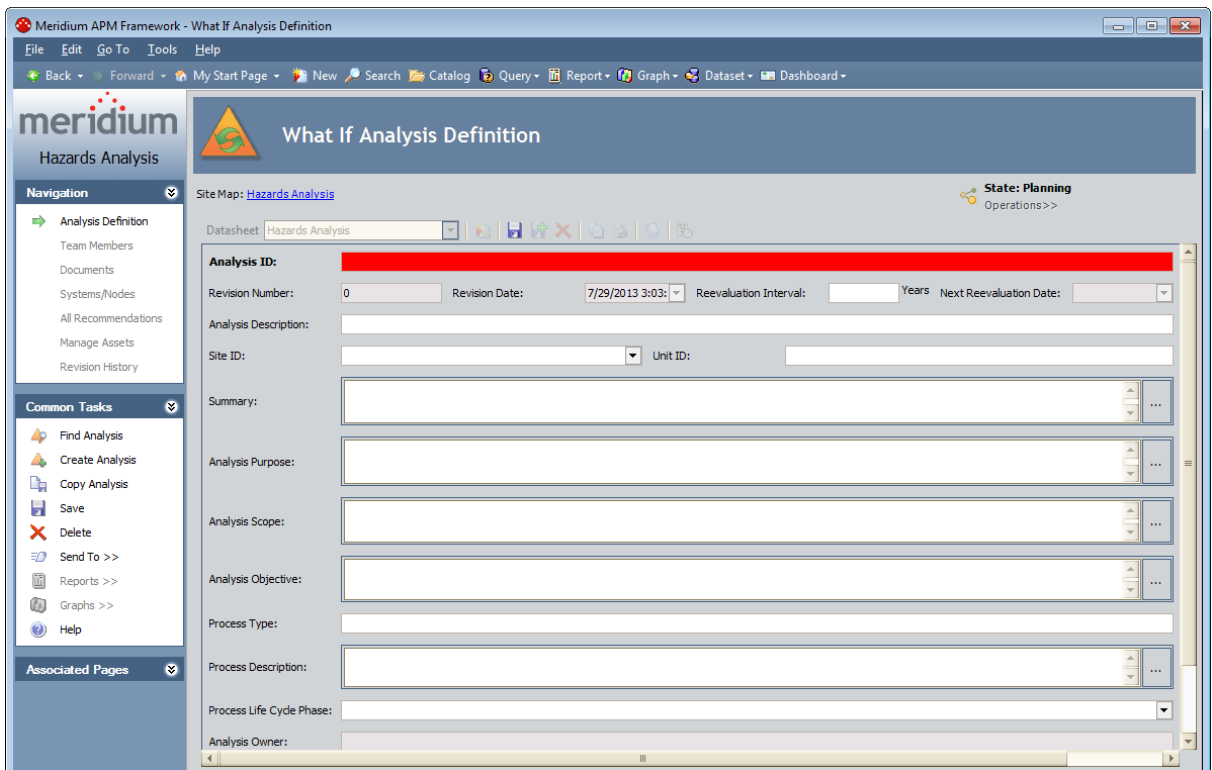 Meridium APM Framework - What If Analysis Definition
File Edit Go To Tools Help
Back Forward My Start Page New Search Catalog Query Report Graph Dataset Dashboard
meridium
Hazards Analysis
What If Analysis Definition
Navigation
Analysis Definition
Team Members
Documents
Systems/Nodes
All Recommendations
Manage Assets
Revision History
Common Tasks
Find Analysis
Create Analysis
Copy Analysis
Save
Delete
Send To >>
Reports >>
Graphs >>
Help
Associated Pages
Site Map: Hazards Analysis
State: Planning
Operations>>
Datasheet Hazards Analysis
Analysis ID:
Revision Number: 0 Revision Date: 7/29/2013 3:03: Reevaluation Interval: Years Next Reevaluation Date:
Analysis Description:
Site ID: Unit ID:
Summary: ...
Analysis Purpose: ...
Analysis Scope: ...
Analysis Objective: ...
Process Type:
Process Description: ...
Process Life Cycle Phase:
Analysis Owner: